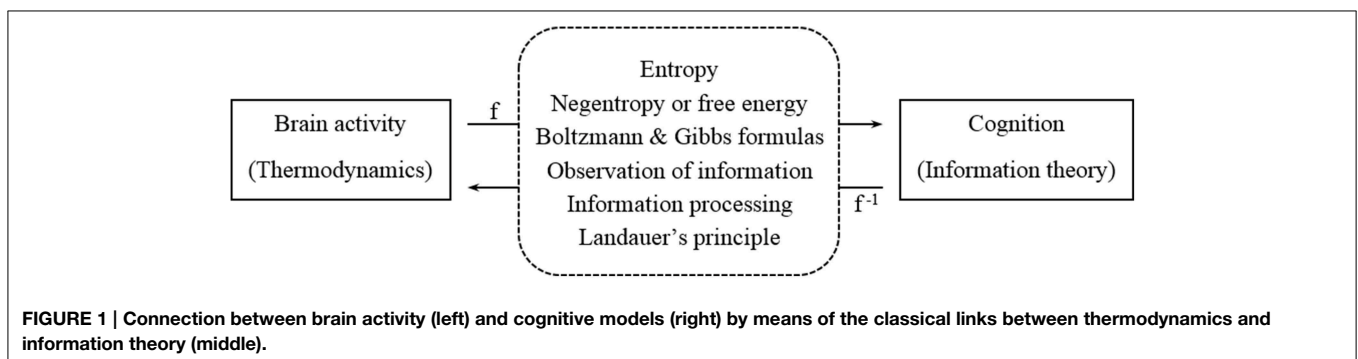 Brain activity
(Thermodynamics)
f
Entropy
Negentropy or free energy
Boltzmann & Gibbs formulas
Observation of information
Information processing
Landauer's principle
f⁻¹
Cognition
(Information theory)
FIGURE 1 | Connection between brain activity (left) and cognitive models (right) by means of the classical links between thermodynamics and
information theory (middle).